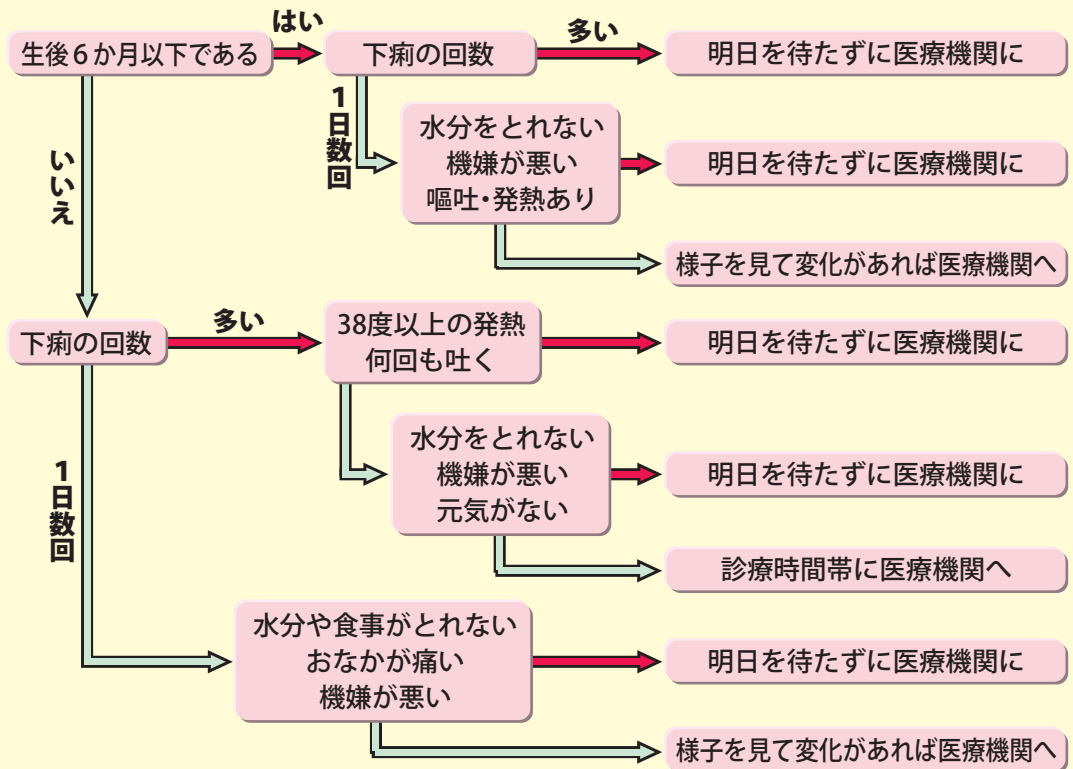 はい
生後６か月以下である
下痢の回数
多い
明日を待たずに医療機関に
1日数回
水分をとれない
機嫌が悪い
嘔吐・発熱あり
明日を待たずに医療機関に
様子を見て変化があれば医療機関へ
いいえ
下痢の回数
多い
38度以上の発熱
何回も吐く
明日を待たずに医療機関に
水分をとれない
機嫌が悪い
元気がない
明日を待たずに医療機関に
診療時間帯に医療機関へ
1日数回
水分や食事がとれない
おなかが痛い
機嫌が悪い
明日を待たずに医療機関に
様子を見て変化があれば医療機関へ